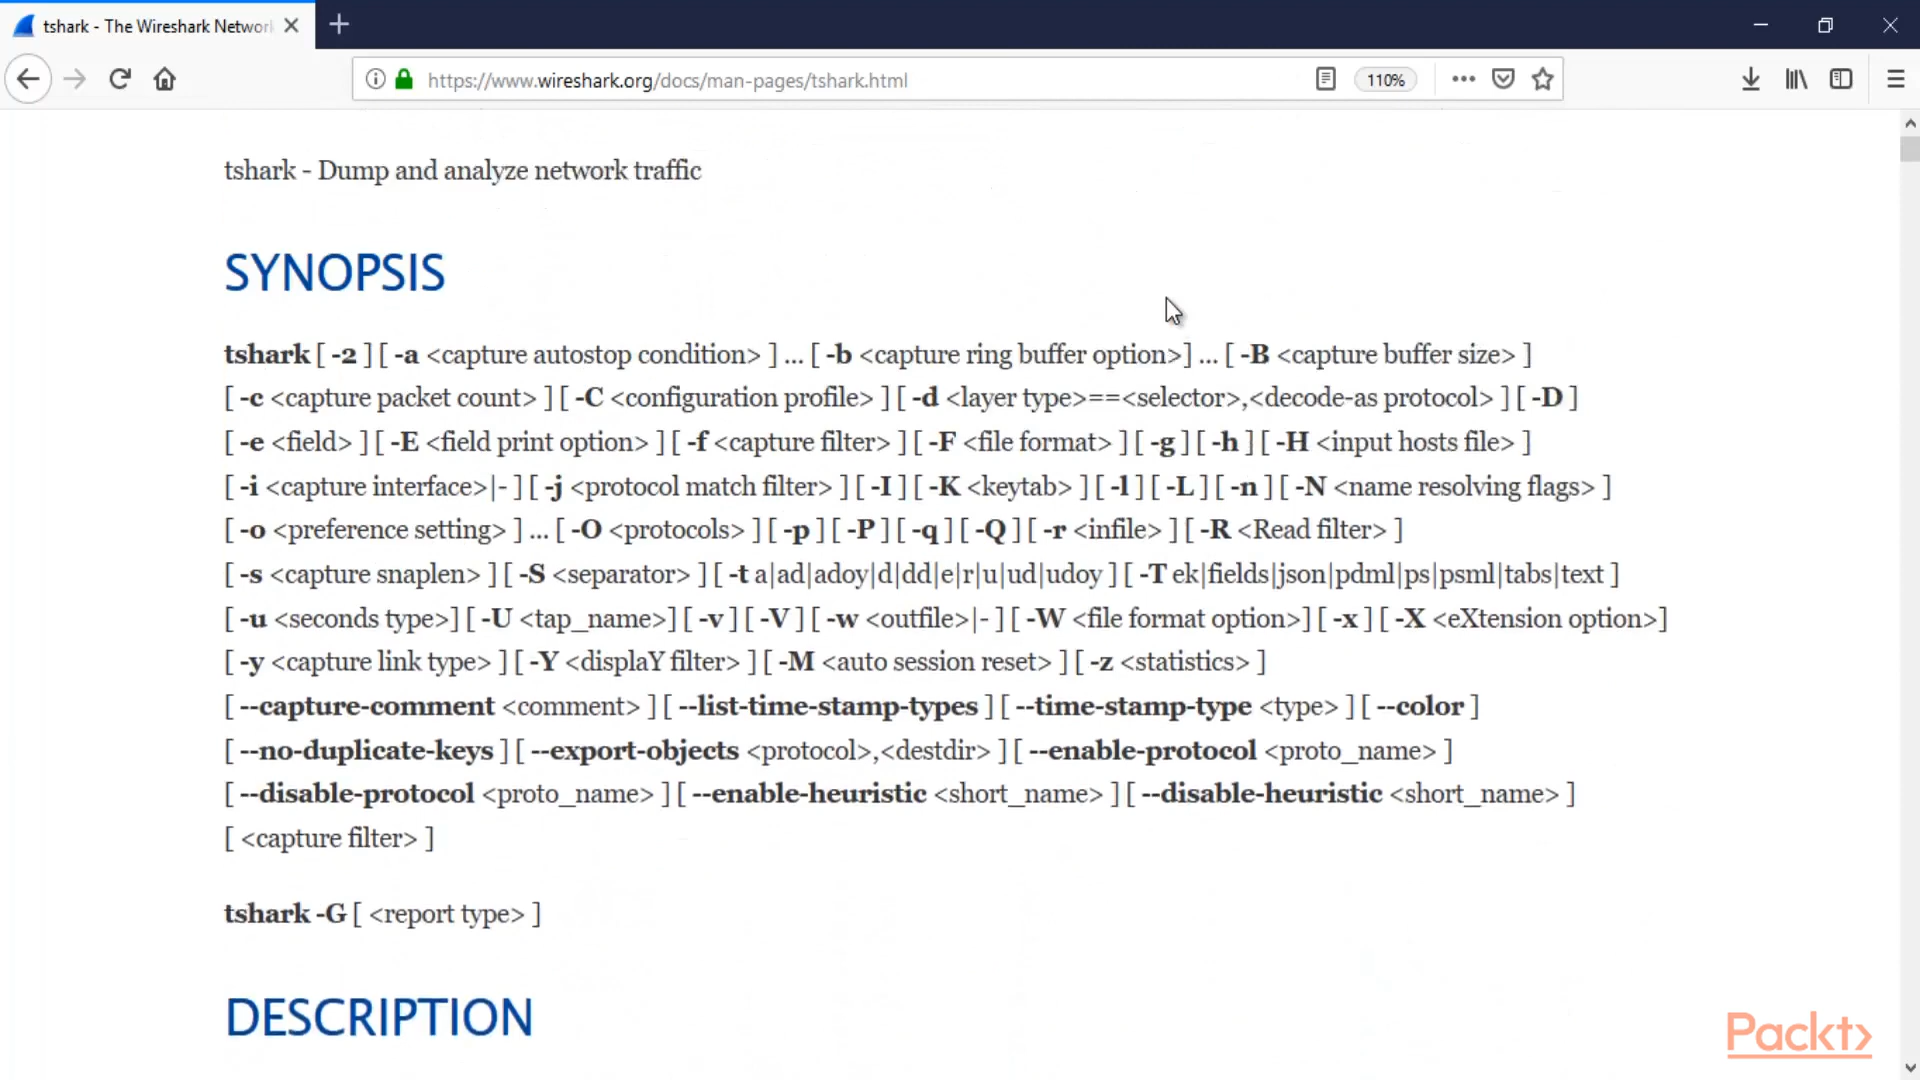 tshark - The Wireshark Network
https://www.wireshark.org/docs/man-pages/tshark.html
110%
tshark - Dump and analyze network traffic
SYNOPSIS
tshark [ -2 ] [ -a <capture autostop condition> ] ... [ -b <capture ring buffer option>] ... [ -B <capture buffer size> ]
[ -c <capture packet count> ] [ -C <configuration profile> ] [ -d <layer type>==<selector>,<decode-as protocol> ] [ -D ]
[ -e <field> ] [ -E <field print option> ] [ -f <capture filter> ] [ -F <file format> ] [ -g ] [ -h ] [ -H <input hosts file> ]
[ -i <capture interface>|- ] [ -j <protocol match filter> ] [ -I ] [ -K <keytab> ] [ -l ] [ -L ] [ -n ] [ -N <name resolving flags> ]
[ -o <preference setting> ] ... [ -O <protocols> ] [ -p ] [ -P ] [ -q ] [ -Q ] [ -r <infile> ] [ -R <Read filter> ]
[ -s <capture snaplen> ] [ -S <separator> ] [ -t a|ad|adoy|d|dd|e|r|u|ud|udoy ] [ -T ek|fields|json|pdml|ps|psml|tabs|text ]
[ -u <seconds type>] [ -U <tap_name>] [ -v ] [ -V ] [ -w <outfile>|- ] [ -W <file format option>] [ -x ] [ -X <eXtension option>]
[ -y <capture link type> ] [ -Y <displaY filter> ] [ -M <auto session reset> ] [ -z <statistics> ]
[ --capture-comment <comment> ] [ --list-time-stamp-types ] [ --time-stamp-type <type> ] [ --color ]
[ --no-duplicate-keys ] [ --export-objects <protocol>,<destdir> ] [ --enable-protocol <proto_name> ]
[ --disable-protocol <proto_name> ] [ --enable-heuristic <short_name> ] [ --disable-heuristic <short_name> ]
[ <capture filter> ]
tshark -G [ <report type> ]
DESCRIPTION
Packt>